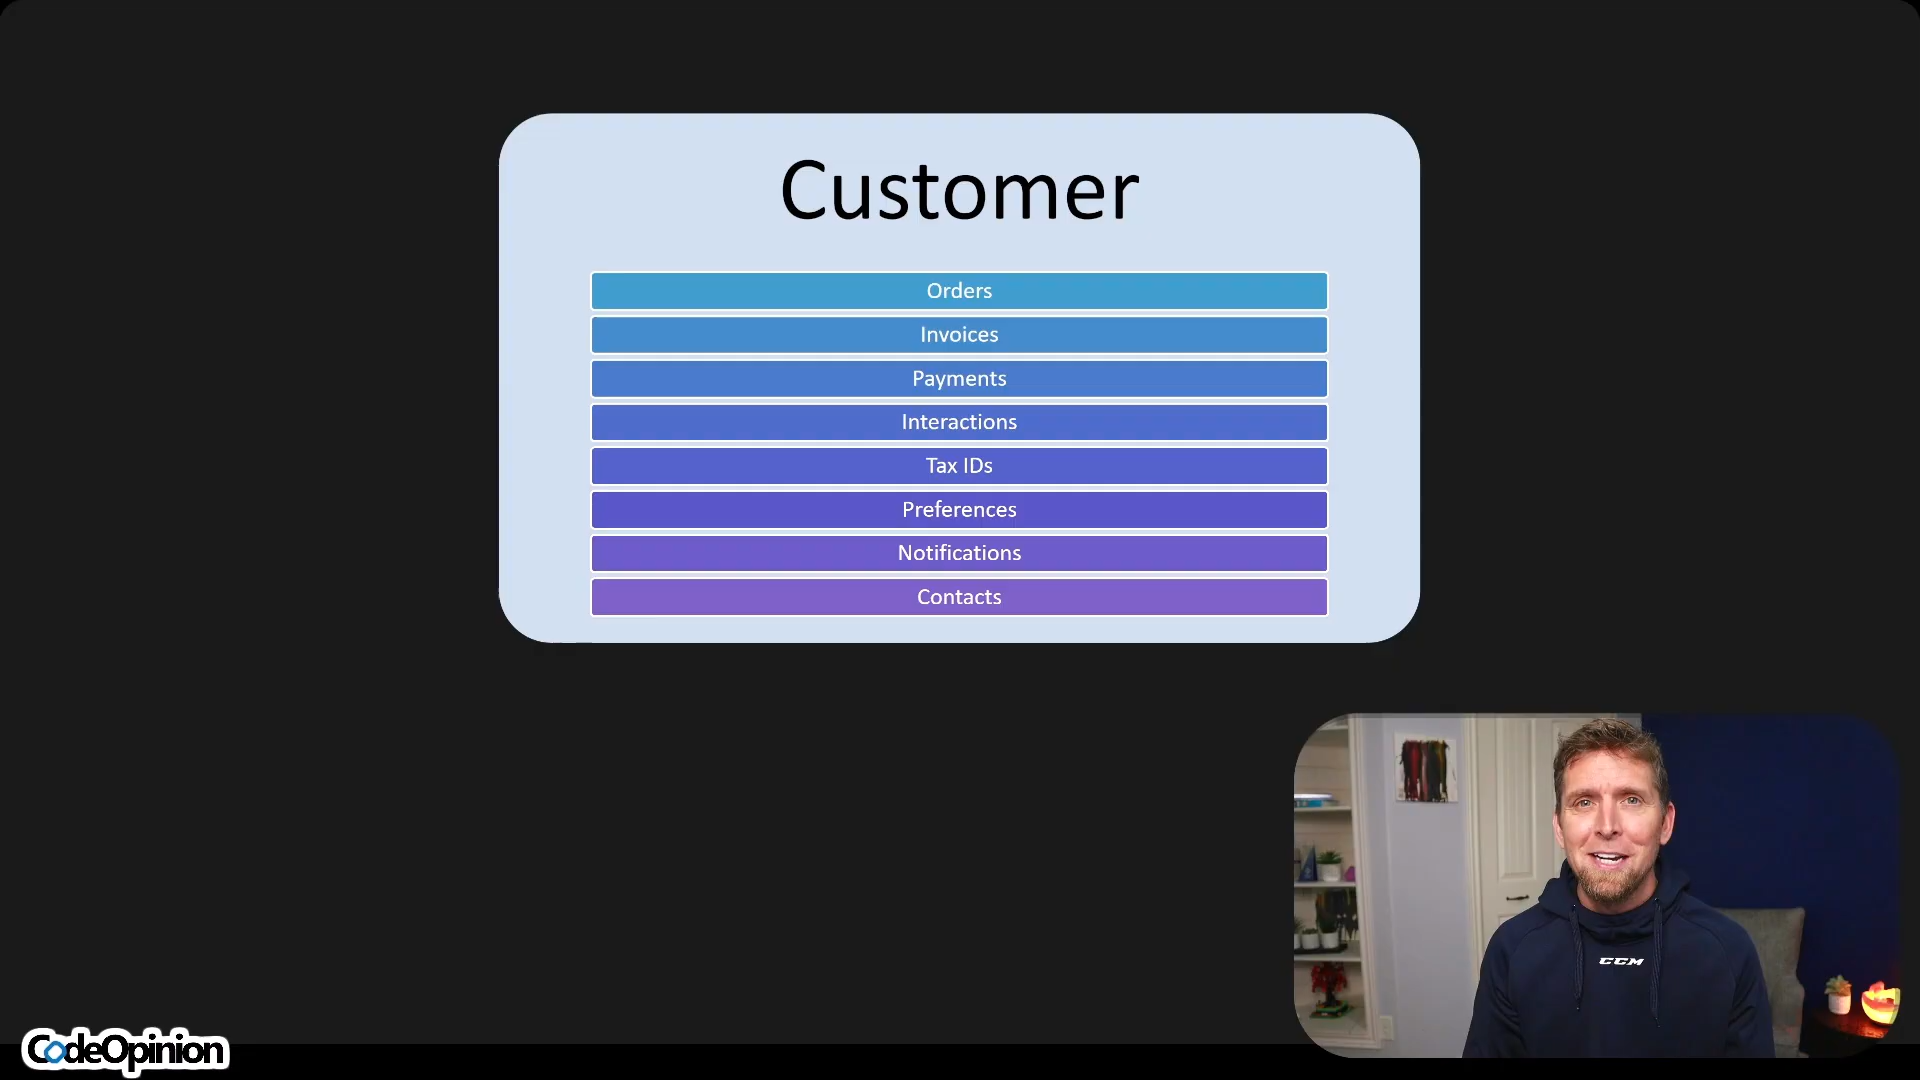 Customer
Orders
Invoices
Payments
Interactions
Tax IDs
Preferences
Notifications
Contacts
CCM
CodeOpinion